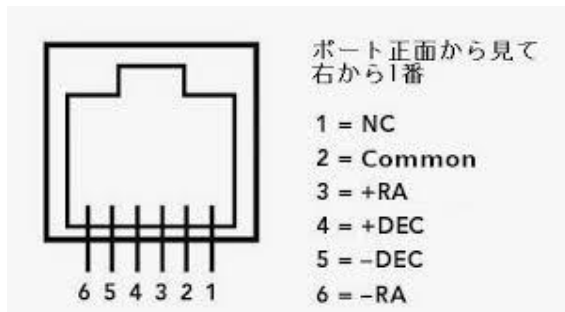 ポート正面から見て
右から1番
1 = NC
2 = Common
3 = +RA
4 = +DEC
5 = −DEC
6 = −RA
6 5 4 3 2 1